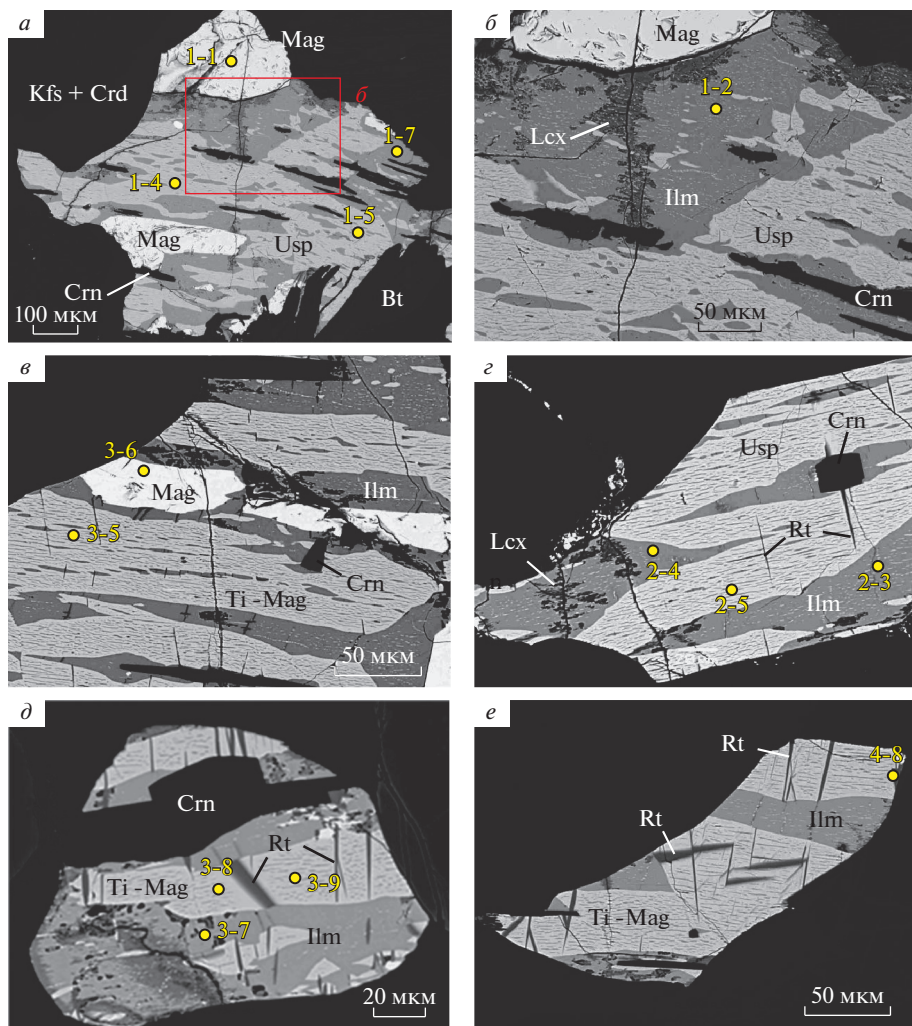 а
Mag
1-1
Kfs + Crd
б
1-7
1-4
1-5
Mag
Usp
Crn
Bt
100 мкм
б
Mag
1-2
Lcx
Ilm
Usp
Crn
50 мкм
в
3-6
Mag
Ilm
3-5
Crn
Ti -Mag
50 мкм
г
Crn
Usp
Rt
Lcx
2-4
2-3
2-5
Ilm
50 мкм
д
Crn
Rt
3-8
3-9
Ti -Mag
3-7
Ilm
20 мкм
е
Rt
4-8
Ilm
Rt
Ti -Mag
50 мкм